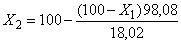 X₂ = 100 − (100 − X₁)98,08 / 18,02